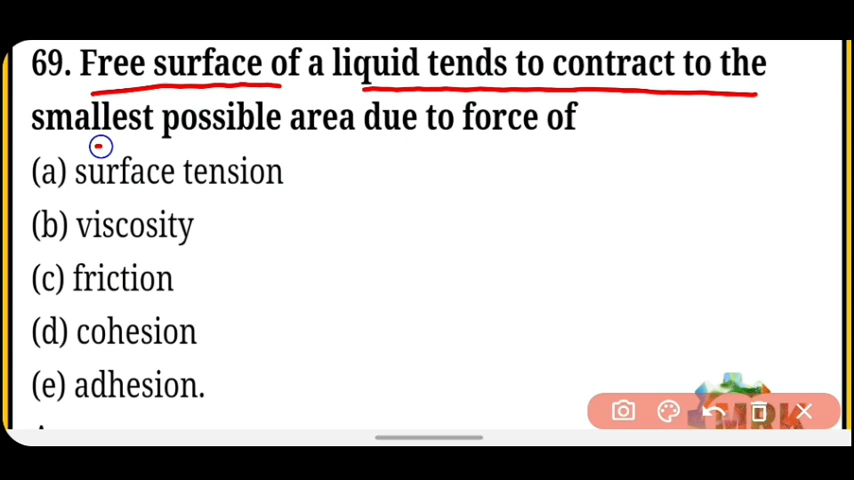 69. Free surface of a liquid tends to contract to the
smallest possible area due to force of
(a) surface tension
(b) viscosity
(c) friction
(d) cohesion
(e) adhesion.
MRK